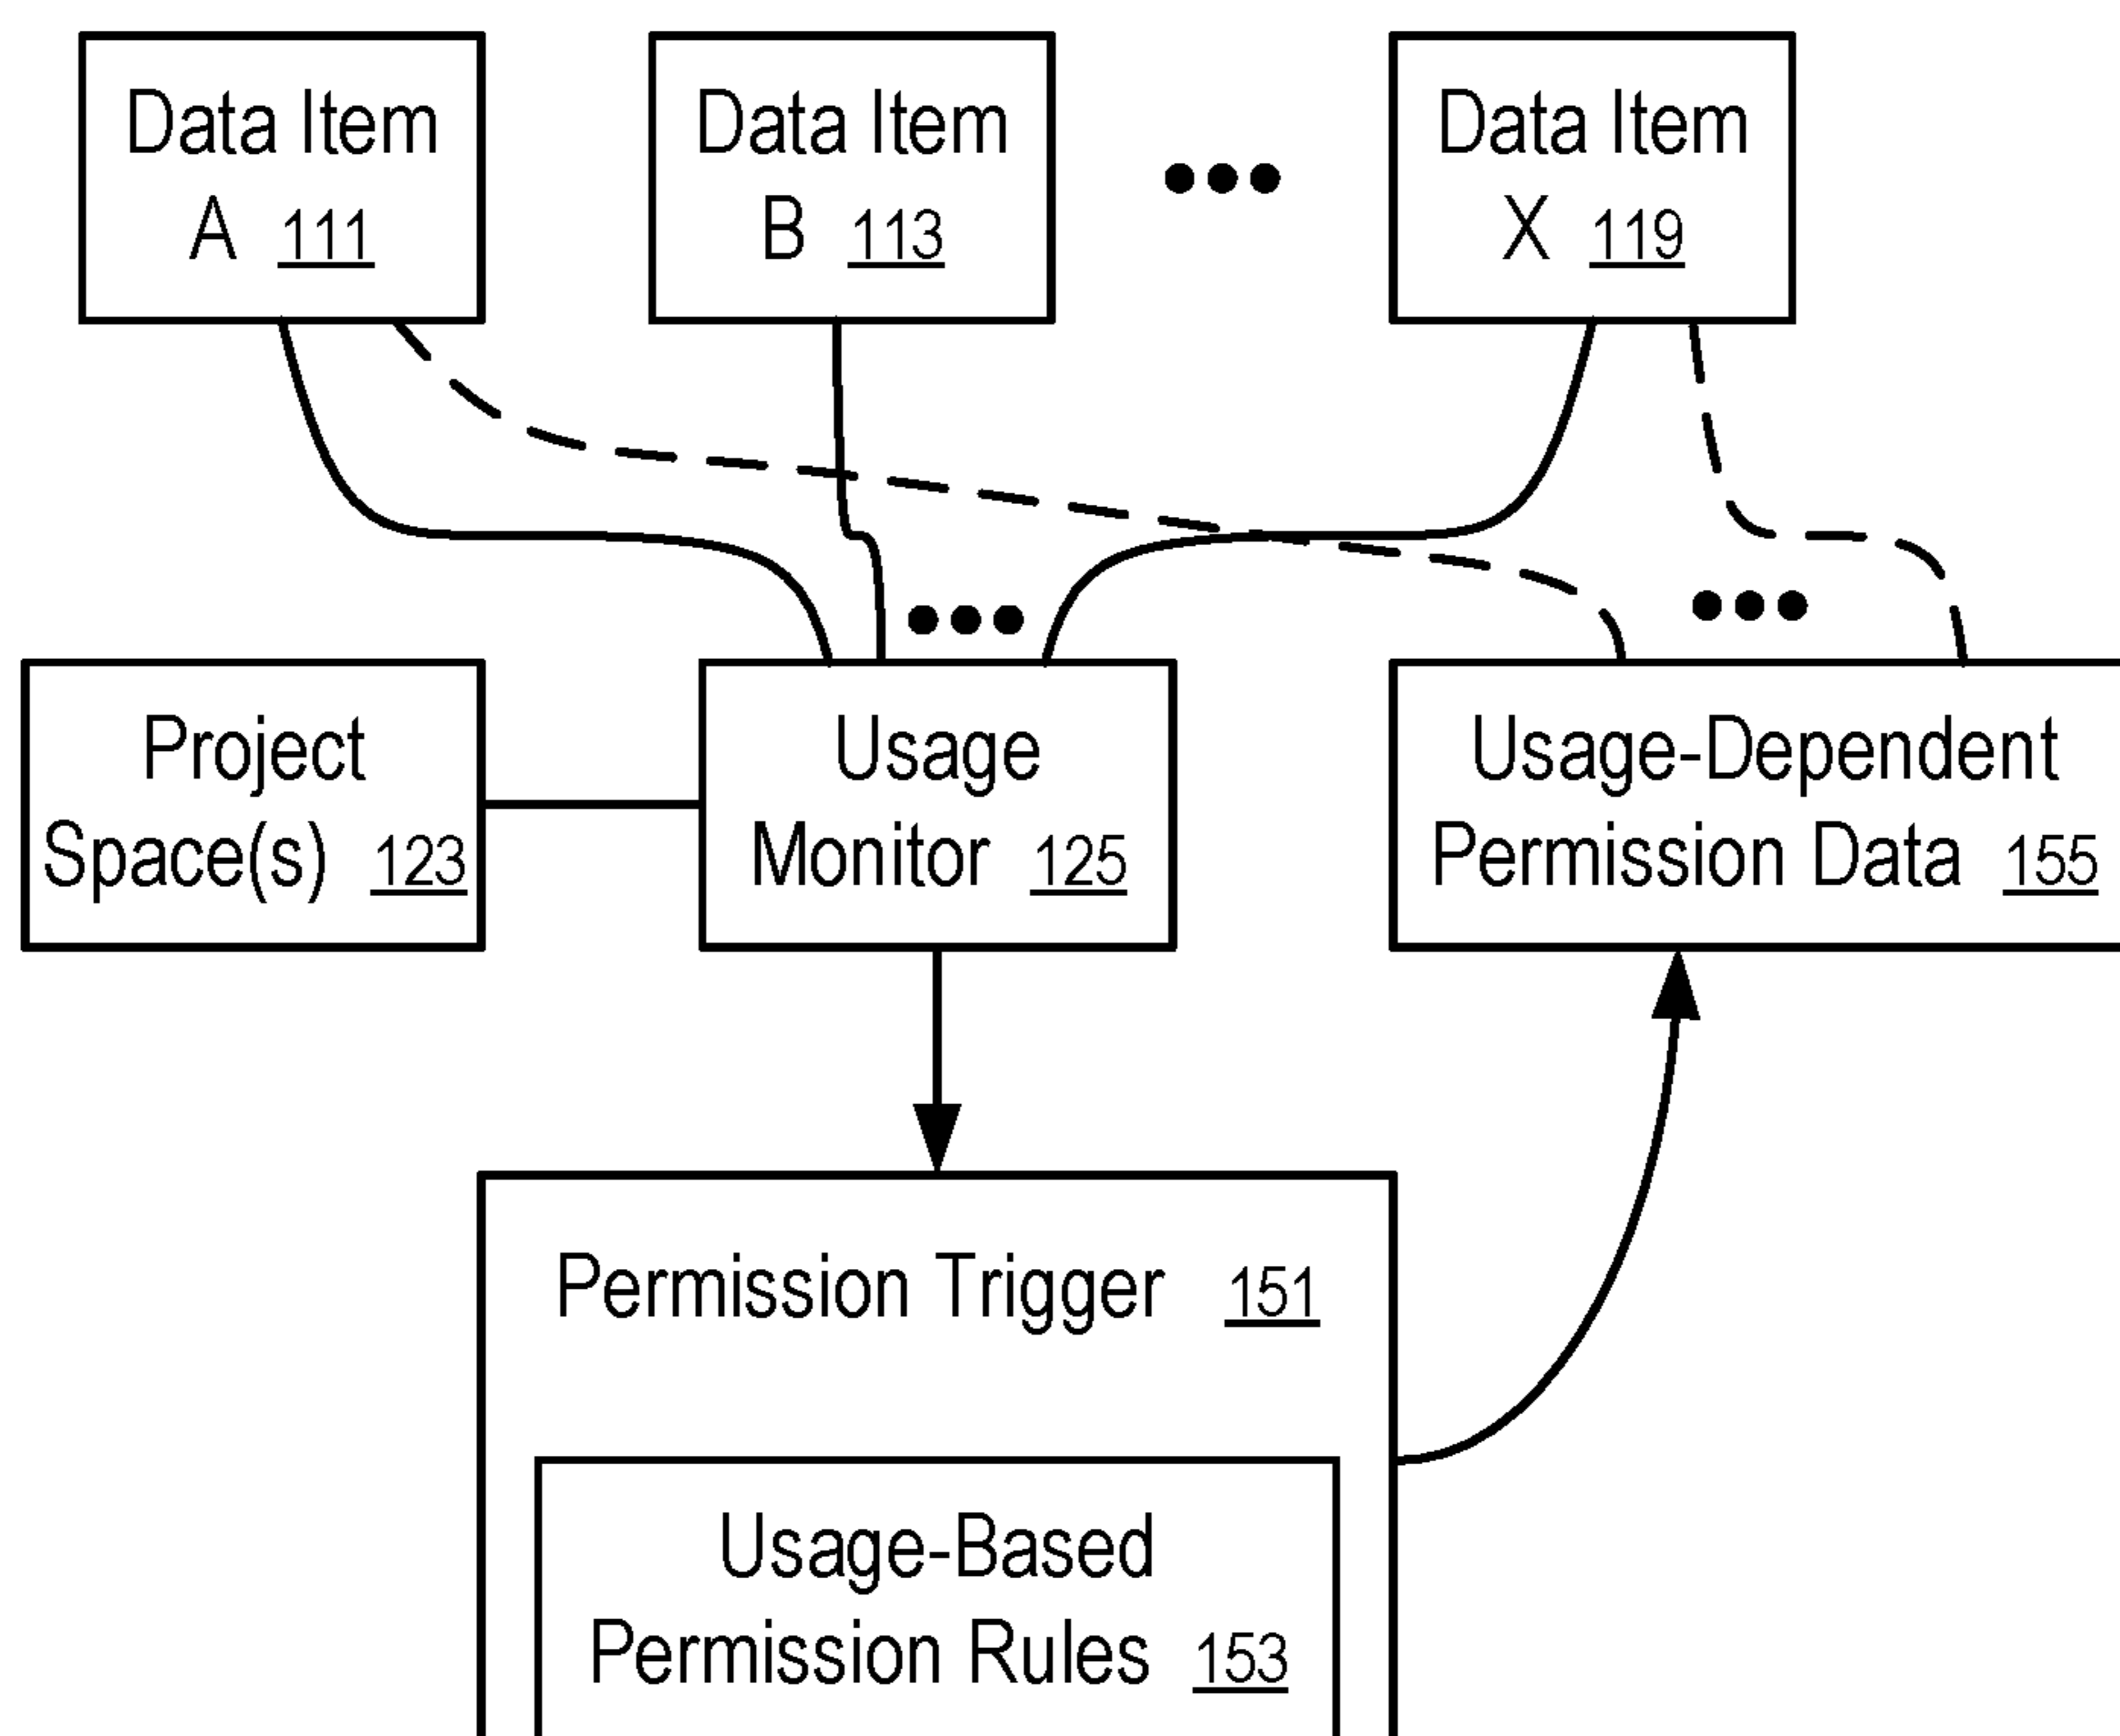 Data Item
A 111
Data Item
B 113
Data Item
X 119
Project
Space(s) 123
Usage
Monitor 125
Usage-Dependent
Permission Data 155
Permission Trigger 151
Usage-Based
Permission Rules 153